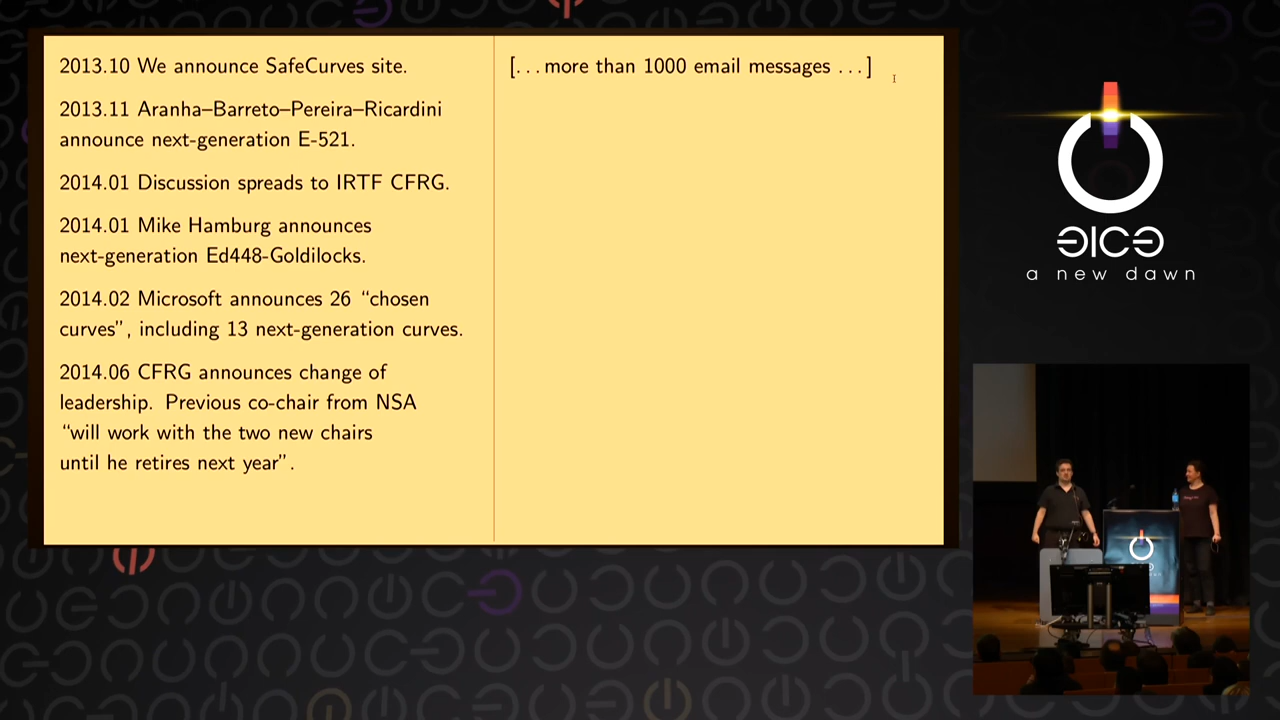 2013.10 We announce SafeCurves site.
2013.11 Aranha–Barreto–Pereira–Ricardini
announce next-generation E-521.
2014.01 Discussion spreads to IRTF CFRG.
2014.01 Mike Hamburg announces
next-generation Ed448-Goldilocks.
2014.02 Microsoft announces 26 “chosen
curves”, including 13 next-generation curves.
2014.06 CFRG announces change of
leadership. Previous co-chair from NSA
“will work with the two new chairs
until he retires next year”.
[...more than 1000 email messages ...]
a new dawn